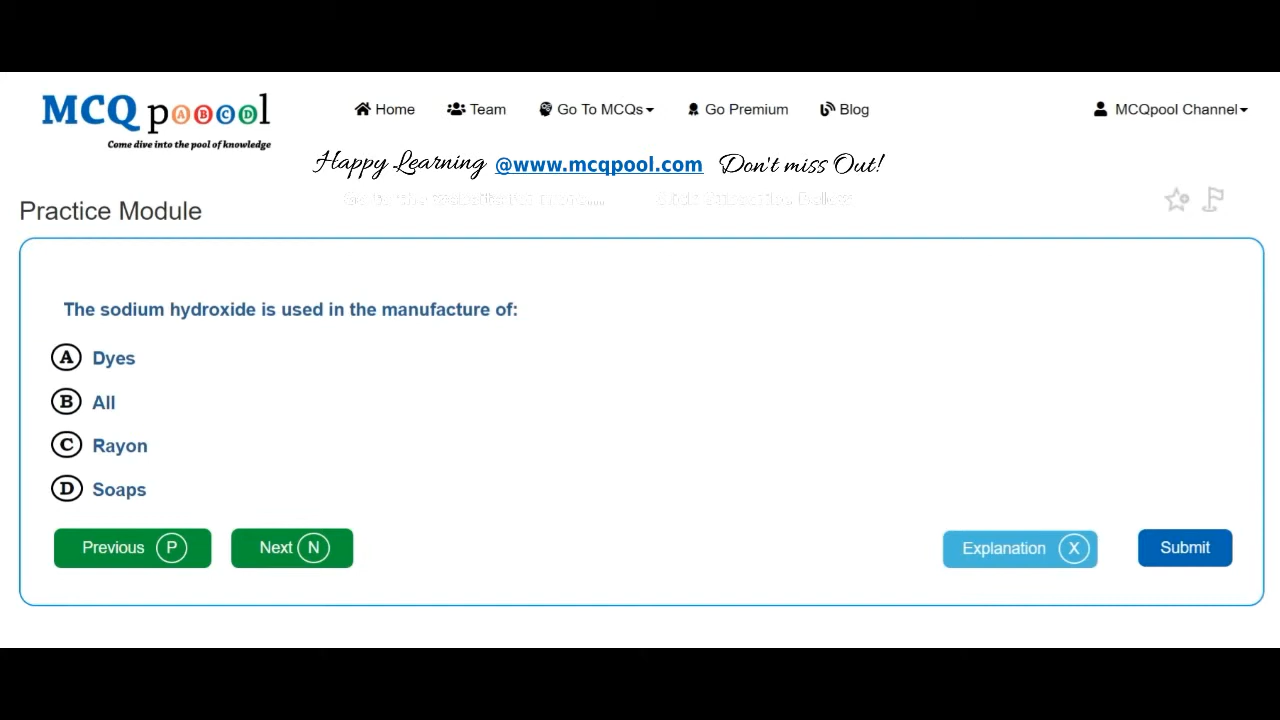 MCQ pABCDl
Come dive into the pool of knowledge
Home Team Go To MCQs Go Premium Blog MCQpool Channel
Happy Learning @www.mcqpool.com Don't miss Out!
Practice Module
The sodium hydroxide is used in the manufacture of:
A Dyes
B All
C Rayon
D Soaps
Previous P Next N Explanation X Submit